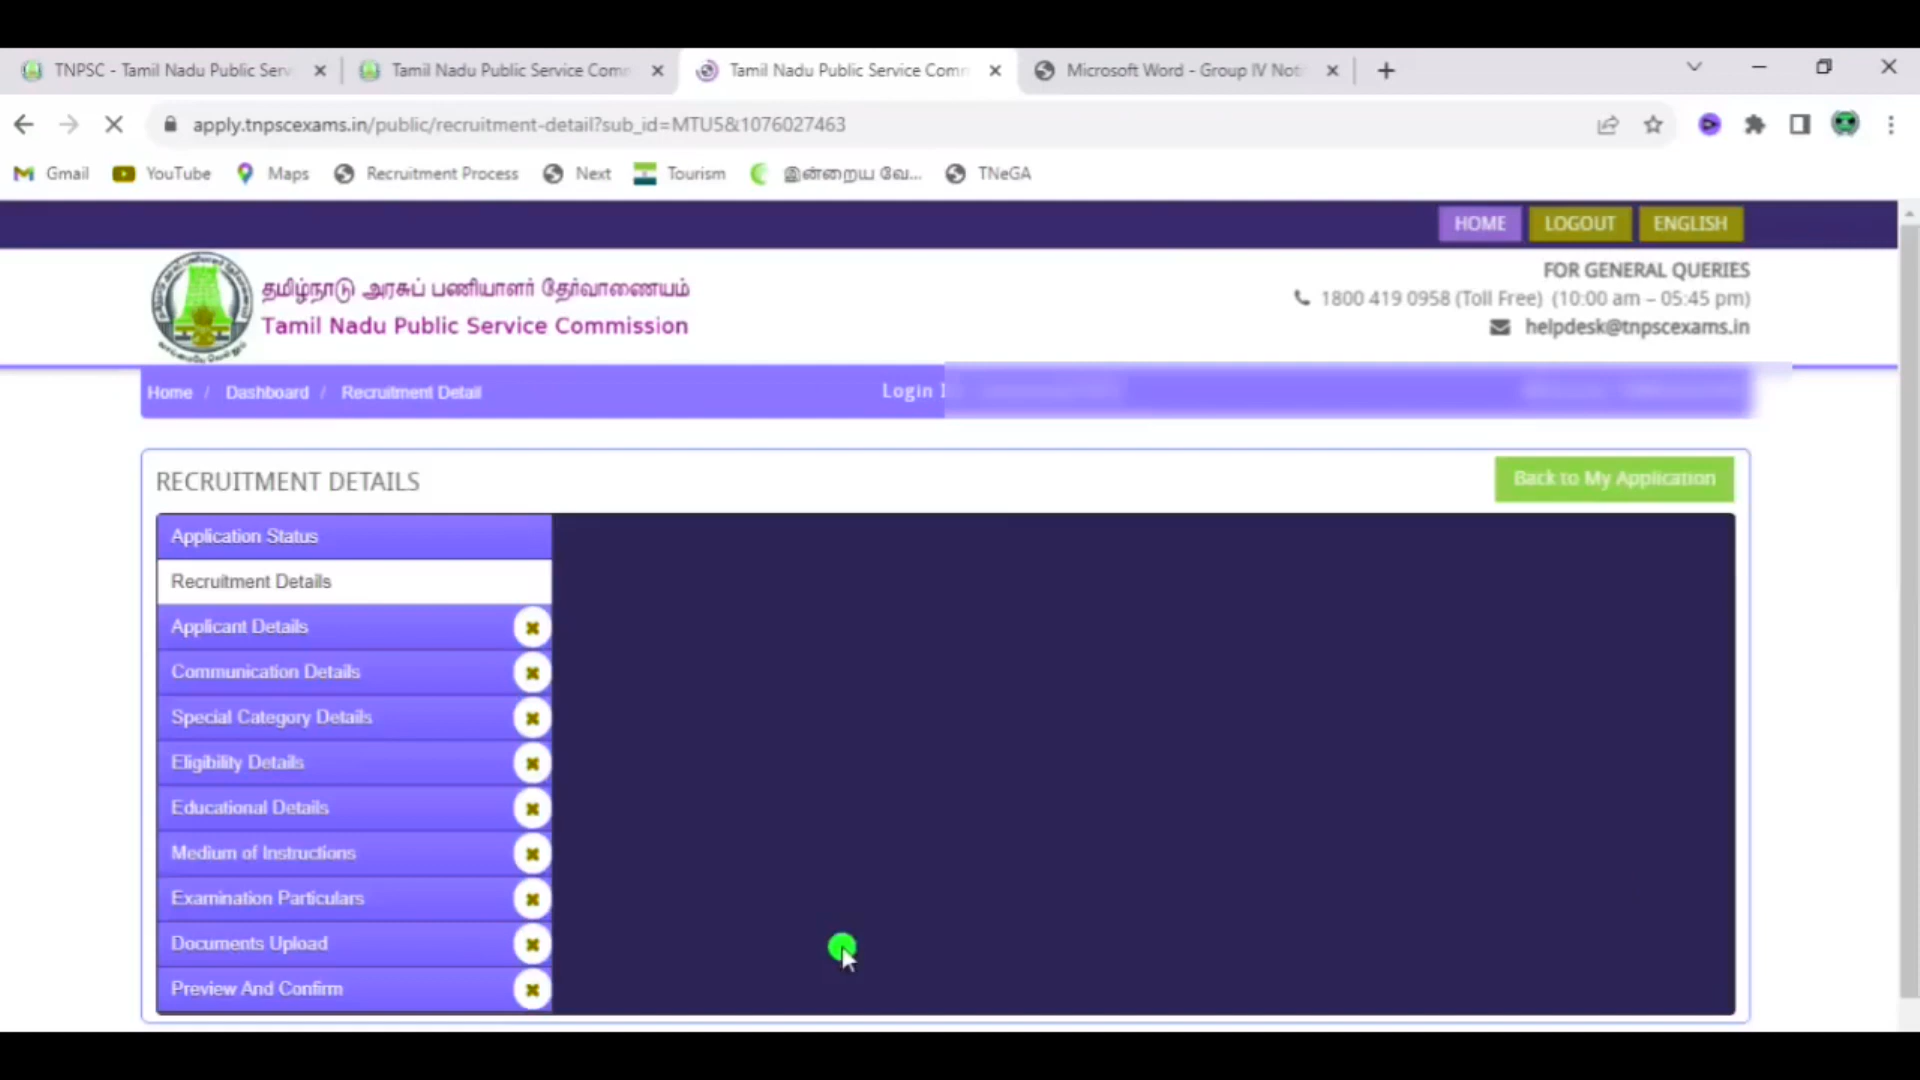 TNPSC - Tamil Nadu Public Serv
Tamil Nadu Public Service Comm
Tamil Nadu Public Service Comm
Microsoft Word - Group IV Not
apply.tnpscexams.in/public/recruitment-detail?sub_id=MTU5&1076027463
Gmail
YouTube
Maps
Recruitment Process
Next
Tourism
இன்றைய வே...
TNeGA
HOME
LOGOUT
ENGLISH
தமிழ்நாடு அரசுப் பணியாளர் தேர்வாணையம்
Tamil Nadu Public Service Commission
FOR GENERAL QUERIES
1800 419 0958 (Toll Free) (10:00 am – 05:45 pm)
helpdesk@tnpscexams.in
Home / Dashboard / Recruitment Detail
Login
RECRUITMENT DETAILS
Back to My Application
Application Status
Recruitment Details
Applicant Details
Communication Details
Special Category Details
Eligibility Details
Educational Details
Medium of Instructions
Examination Particulars
Documents Upload
Preview And Confirm